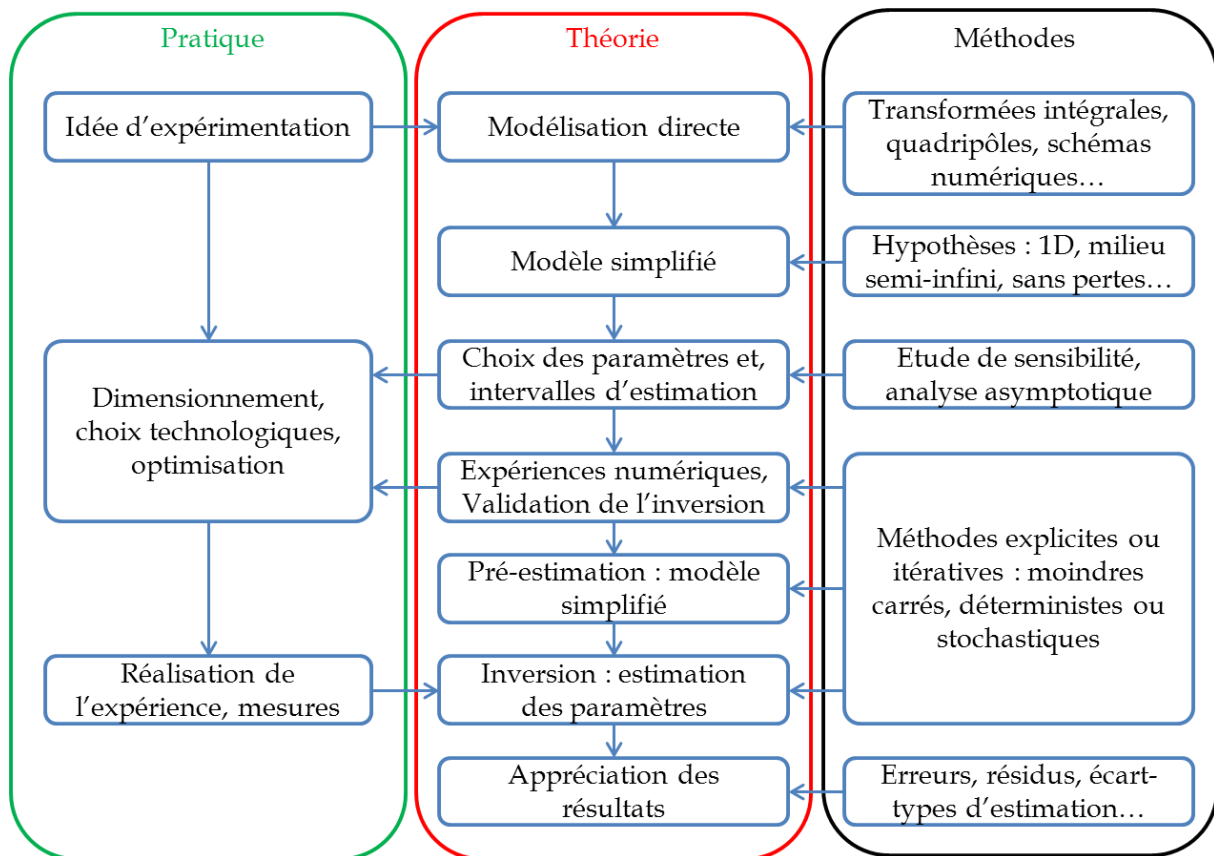 Pratique
Idée d’expérimentation
Dimensionnement,
choix technologiques,
optimisation
Réalisation de
l’expérience, mesures
Théorie
Modélisation directe
Modèle simplifié
Choix des paramètres et,
intervalles d’estimation
Expériences numériques,
Validation de l’inversion
Pré-estimation : modèle
simplifié
Inversion : estimation
des paramètres
Appréciation des
résultats
Méthodes
Transformées intégrales,
quadripôles, schémas
numériques…
Hypothèses : 1D, milieu
semi-infini, sans pertes…
Etude de sensibilité,
analyse asymptotique
Méthodes explicites ou
itératives : moindres
carrés, déterministes ou
stochastiques
Erreurs, résidus, écart-
types d’estimation…